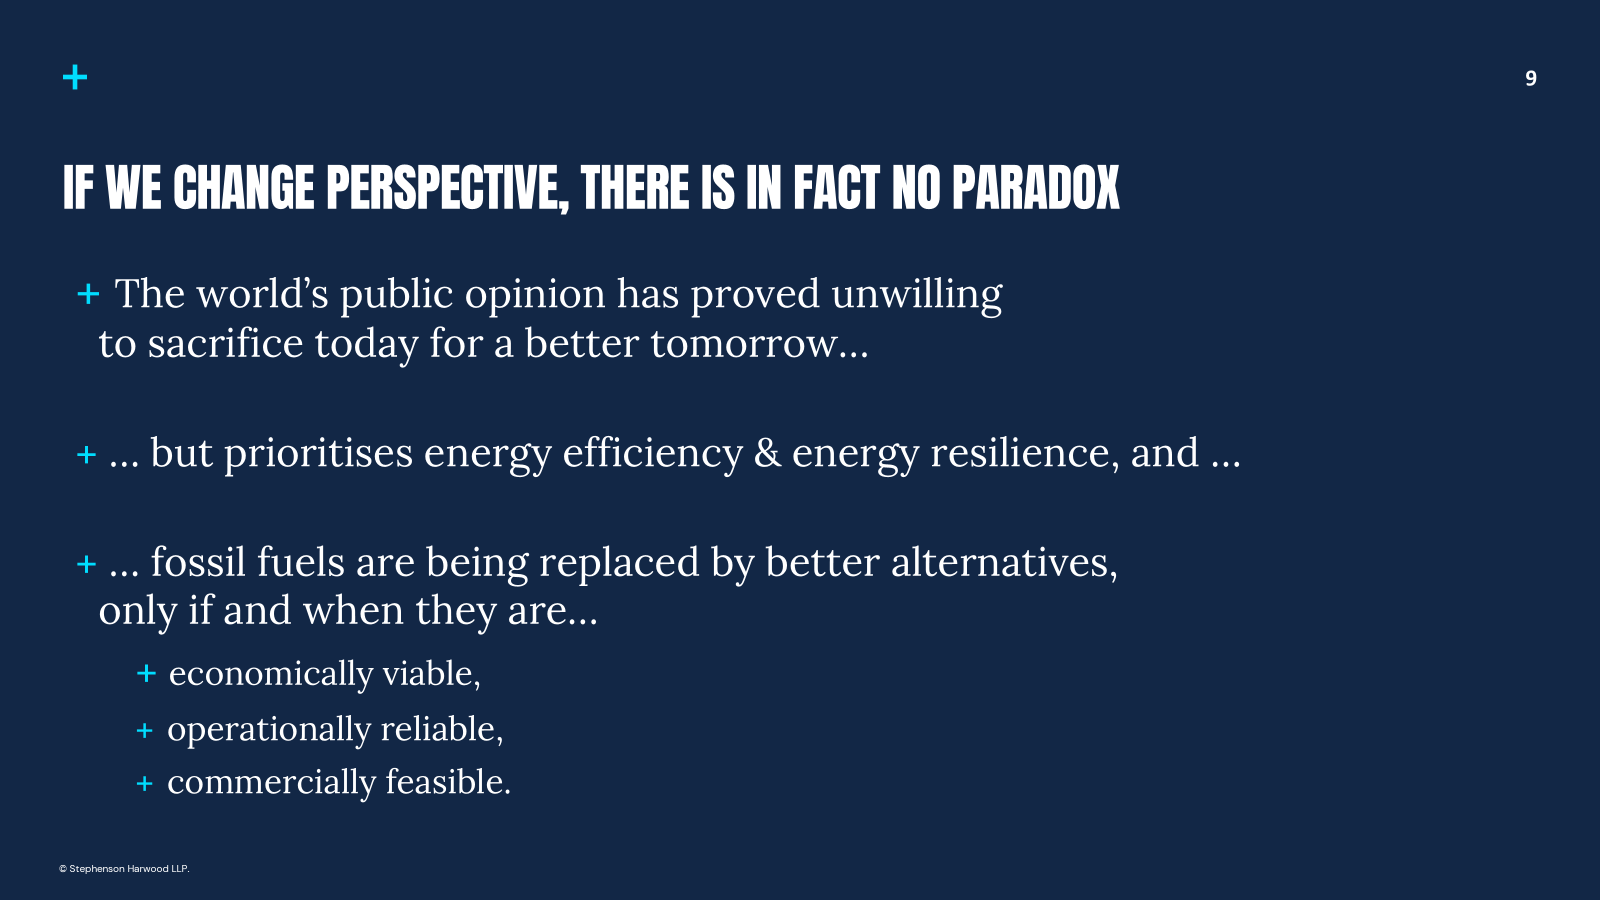 +
9
IF WE CHANGE PERSPECTIVE, THERE IS IN FACT NO PARADOX
+ The world’s public opinion has proved unwilling
to sacrifice today for a better tomorrow…
+ … but prioritises energy efficiency & energy resilience, and …
+ … fossil fuels are being replaced by better alternatives,
only if and when they are…
+ economically viable,
+ operationally reliable,
+ commercially feasible.
© Stephenson Harwood LLP.